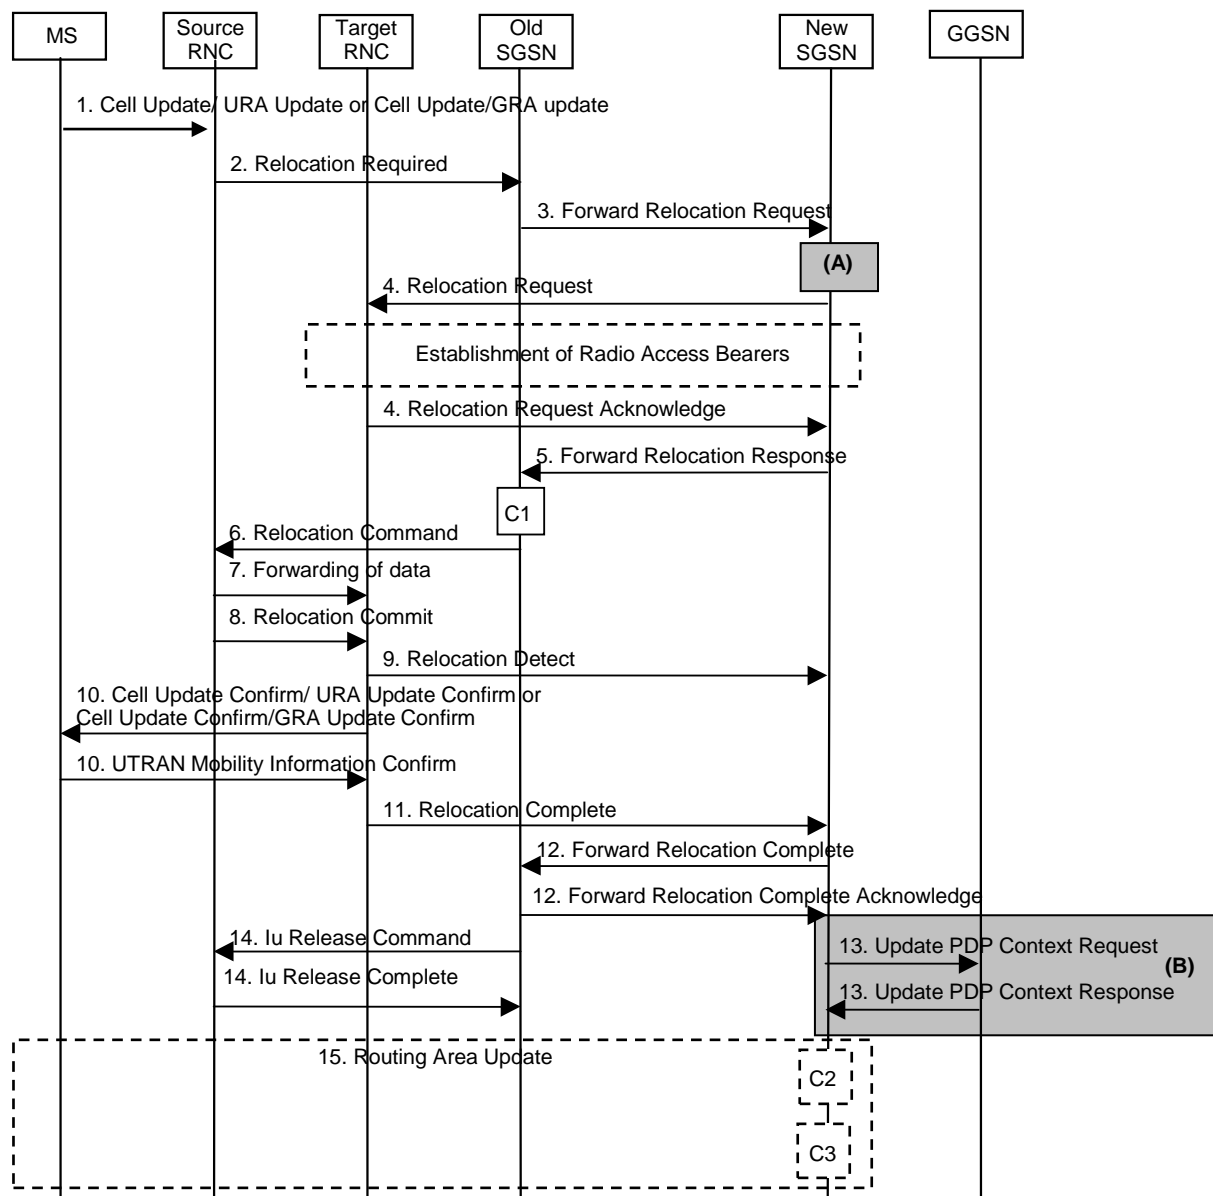 MS
Source
RNC
Target
RNC
Old
SGSN
New
SGSN
GGSN
1. Cell Update/ URA Update or Cell Update/GRA update
2. Relocation Required
3. Forward Relocation Request
(A)
4. Relocation Request
Establishment of Radio Access Bearers
4. Relocation Request Acknowledge
5. Forward Relocation Response
C1
6. Relocation Command
7. Forwarding of data
8. Relocation Commit
9. Relocation Detect
10. Cell Update Confirm/ URA Update Confirm or
Cell Update Confirm/GRA Update Confirm
10. UTRAN Mobility Information Confirm
11. Relocation Complete
12. Forward Relocation Complete
12. Forward Relocation Complete Acknowledge
14. Iu Release Command
13. Update PDP Context Request
(B)
14. Iu Release Complete
13. Update PDP Context Response
15. Routing Area Update
C2
C3